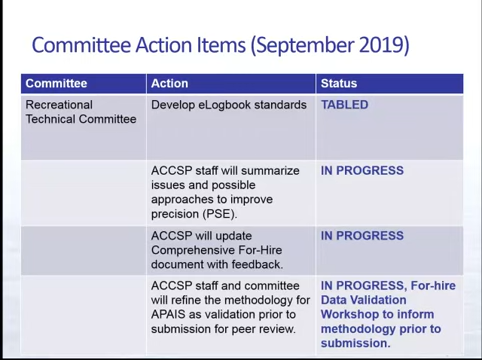 Committee Action Items (September 2019)
Committee Action Status
Recreational Technical Committee
Develop eLogbook standards
TABLED
ACCSP staff will summarize
issues and possible
approaches to improve
precision (PSE).
IN PROGRESS
ACCSP will update
Comprehensive For-Hire
document with feedback.
IN PROGRESS
ACCSP staff and committee
will refine the methodology for
APAIS as validation prior to
submission for peer review.
IN PROGRESS, For-hire
Data Validation
Workshop to inform
methodology prior to
submission.